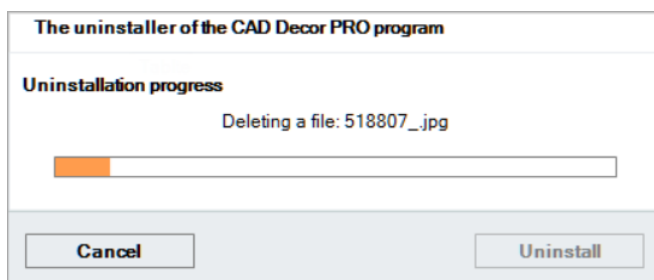 The uninstaller of the CAD Decor PRO program
Uninstallation progress
Deleting a file: 518807_.jpg
Cancel
Uninstall